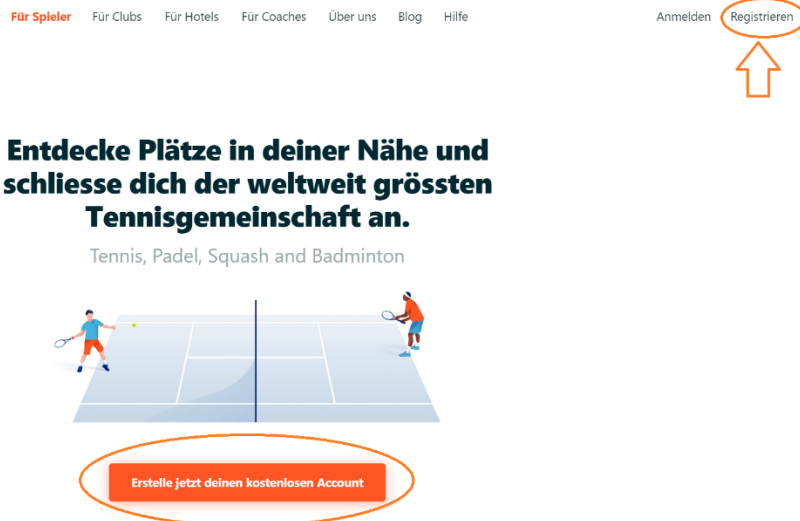 Für Spieler Für Clubs Für Hotels Für Coaches Über uns Blog Hilfe Anmelden Registrieren
Entdecke Plätze in deiner Nähe und
schliesse dich der weltweit grössten
Tennisgemeinschaft an.
Tennis, Padel, Squash and Badminton
Erstelle jetzt deinen kostenlosen Account